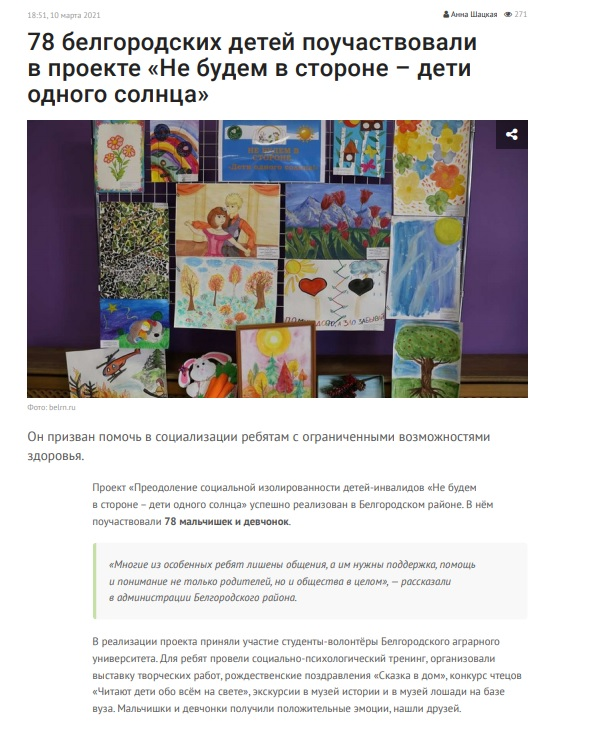 18:51, 10 марта 2021
Анна Шацкая 271
78 белгородских детей поучаствовали
в проекте «Не будем в стороне – дети
одного солнца»
НЕ БУДЕМ В
СТОРОНЕ
ЗЛО ЗАБЫВАЙ
Фото: belrn.ru
Он призван помочь в социализации ребятам с ограниченными возможностями
здоровья.
Проект «Преодоление социальной изолированности детей-инвалидов «Не будем
в стороне – дети одного солнца» успешно реализован в Белгородском районе. В нём
поучаствовали 78 мальчишек и девчонок.
«Многие из особенных ребят лишены общения, а им нужны поддержка, помощь
и понимание не только родителей, но и общества в целом», — рассказали
в администрации Белгородского района.
В реализации проекта приняли участие студенты-волонтёры Белгородского аграрного
университета. Для ребят провели социально-психологический тренинг, организовали
выставку творческих работ, рождественские поздравления «Сказка в дом», конкурс чтецов
«Читают дети обо всём на свете», экскурсии в музей истории и в музей лошади на базе
вуза. Мальчишки и девчонки получили положительные эмоции, нашли друзей.